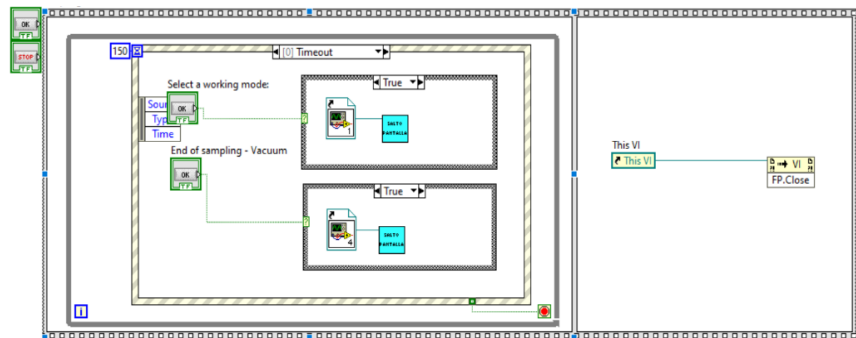 OK
TF
STOP
TF
150
[0] Timeout
Select a working mode:
OK
TF
Sour
Typ
Time
True
?
1
SALTO
PANTALLA
End of sampling - Vacuum
OK
TF
True
?
4
SALTO
PANTALLA
i
This VI
This VI
VI
FP.Close